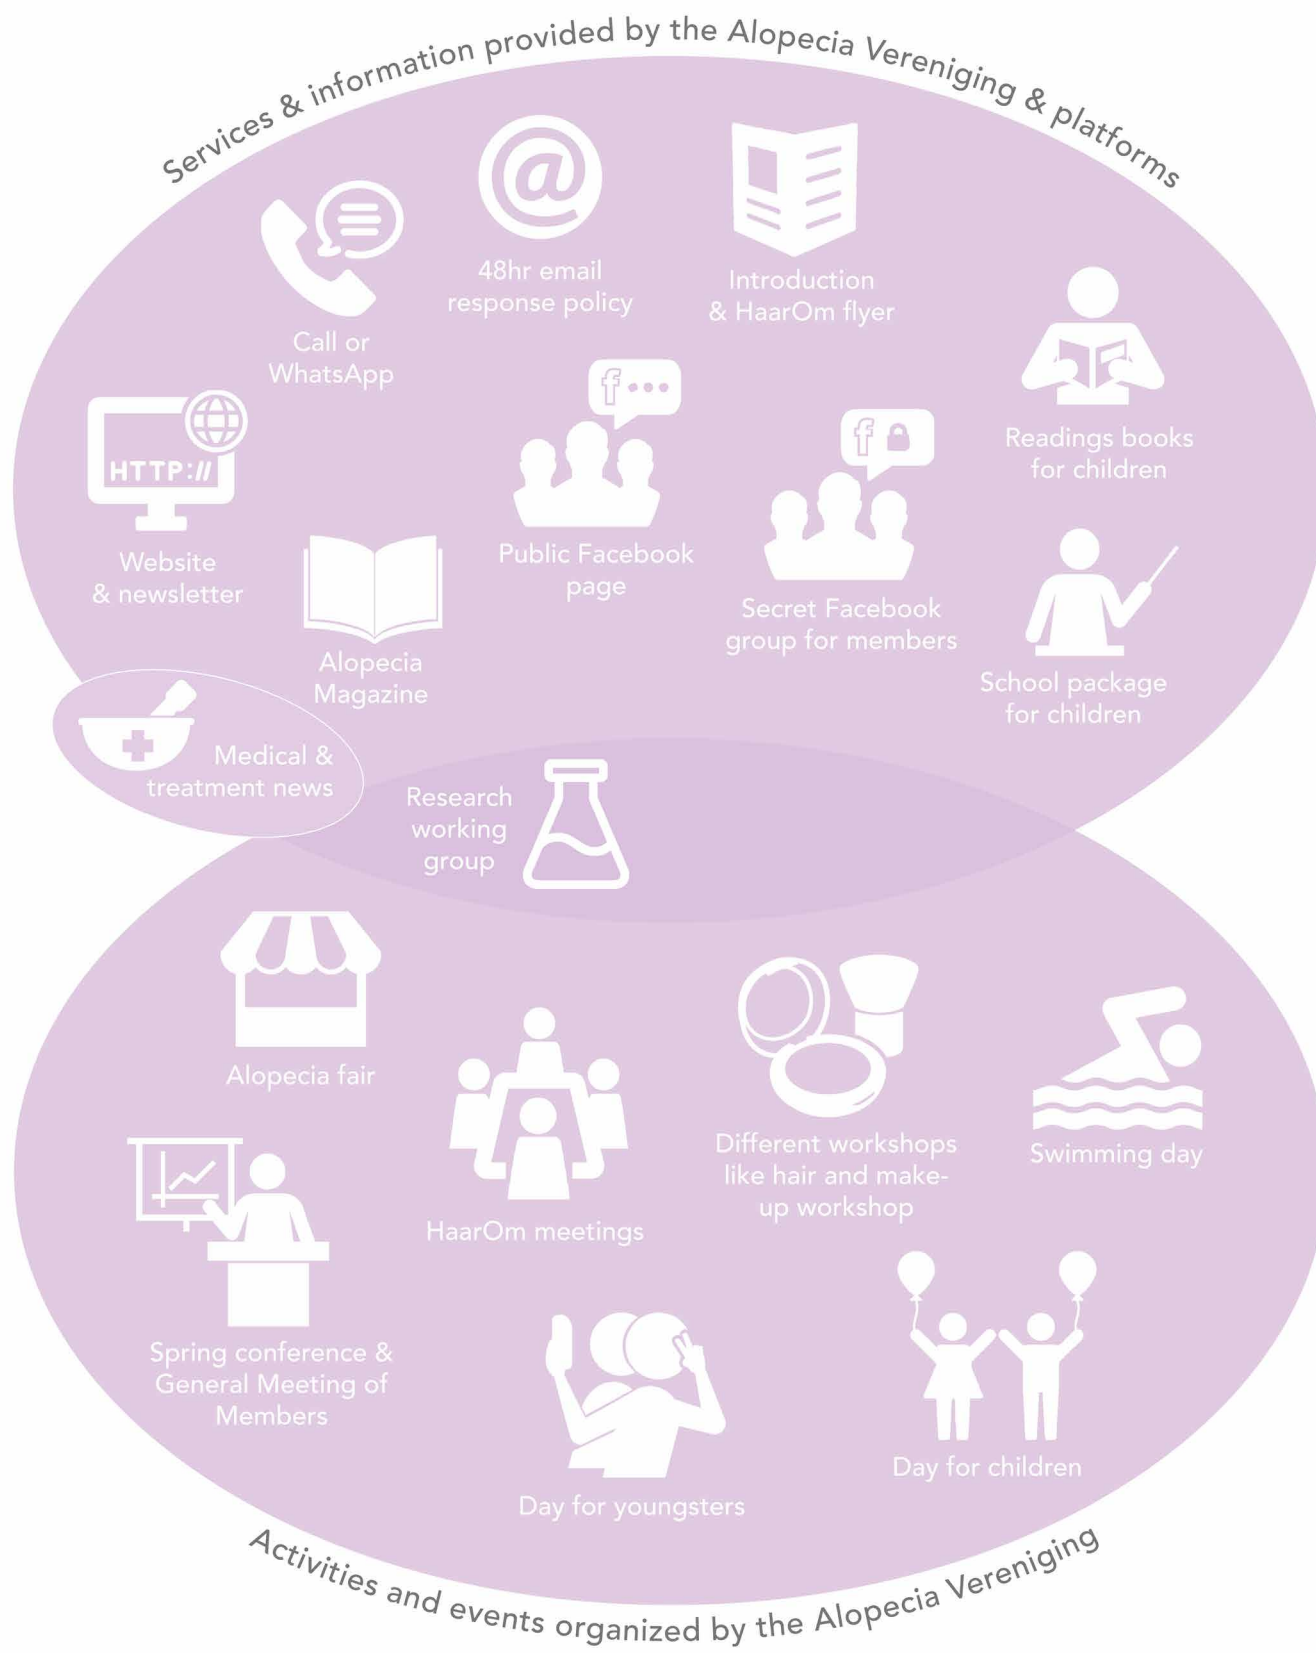 Services & information provided by the Alopecia Vereniging & platforms
@
48hr email
response policy
Introduction
& HaarOm flyer
Call or
WhatsApp
f
Readings books
for children
f
HTTP://
Public Facebook
page
Website
& newsletter
Secret Facebook
group for members
Alopecia
Magazine
School package
for children
Medical &
treatment news
Research
working
group
Alopecia fair
Different workshops
like hair and make-
up workshop
Swimming day
HaarOm meetings
Spring conference &
General Meeting of
Members
Day for children
Day for youngsters
Activities and events organized by the Alopecia Vereniging